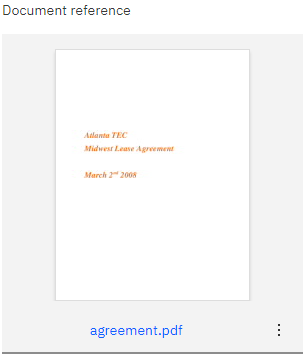 Document reference
Atlanta TEC
Midwest Lease Agreement
March 2nd 2008
agreement.pdf